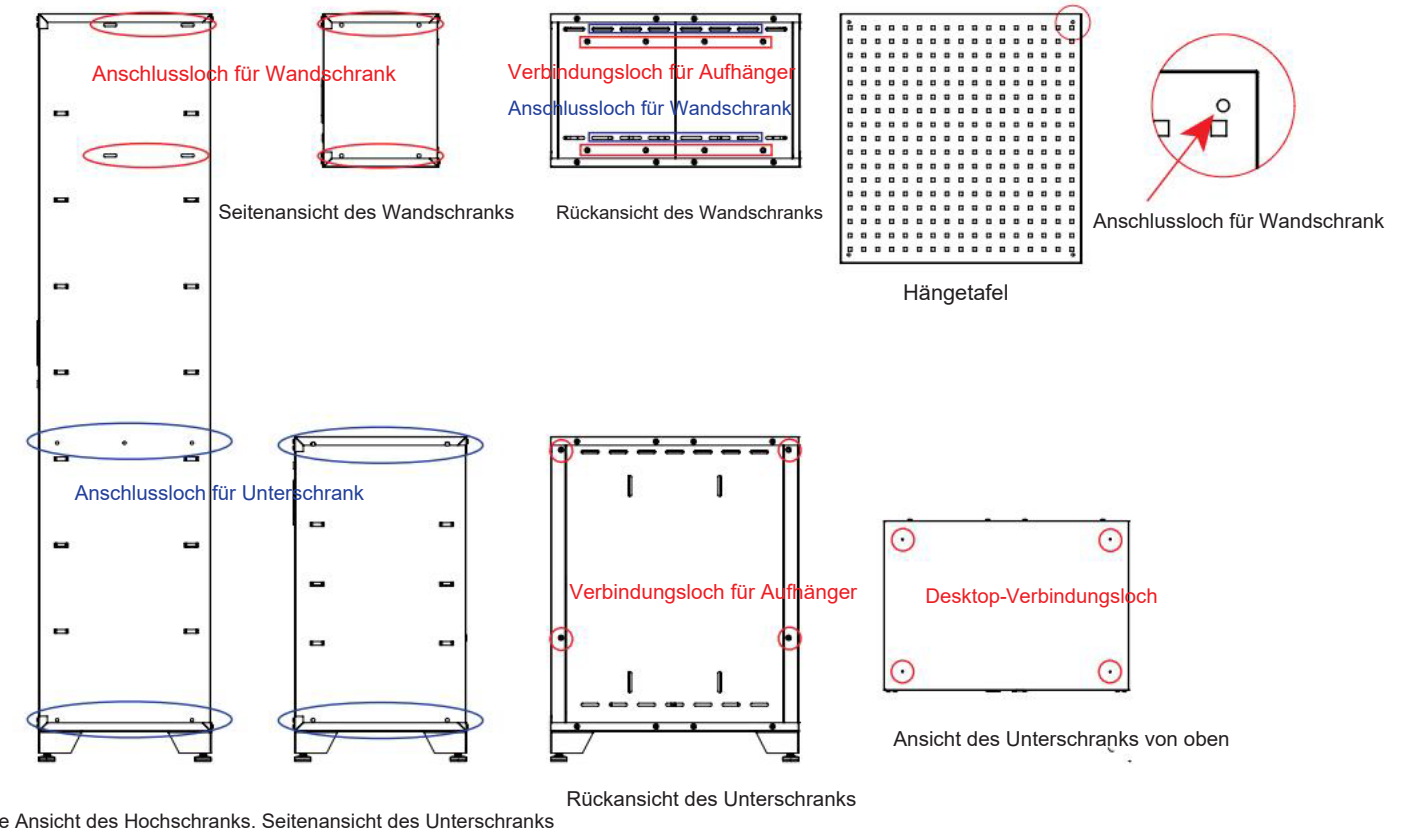 Anschlussloch für Wandschrank
Verbindungsloch für Aufhänger
Anschlussloch für Wandschrank
Seitenansicht des Wandschranks
Rückansicht des Wandschranks
Anschlussloch für Wandschrank
Hängetafel
Anschlussloch für Unterschrank
Verbindungsloch für Aufhänger
Desktop-Verbindungsloch
Ansicht des Unterschranks von oben
Rückansicht des Unterschranks
e Ansicht des Hochschranks. Seitenansicht des Unterschranks